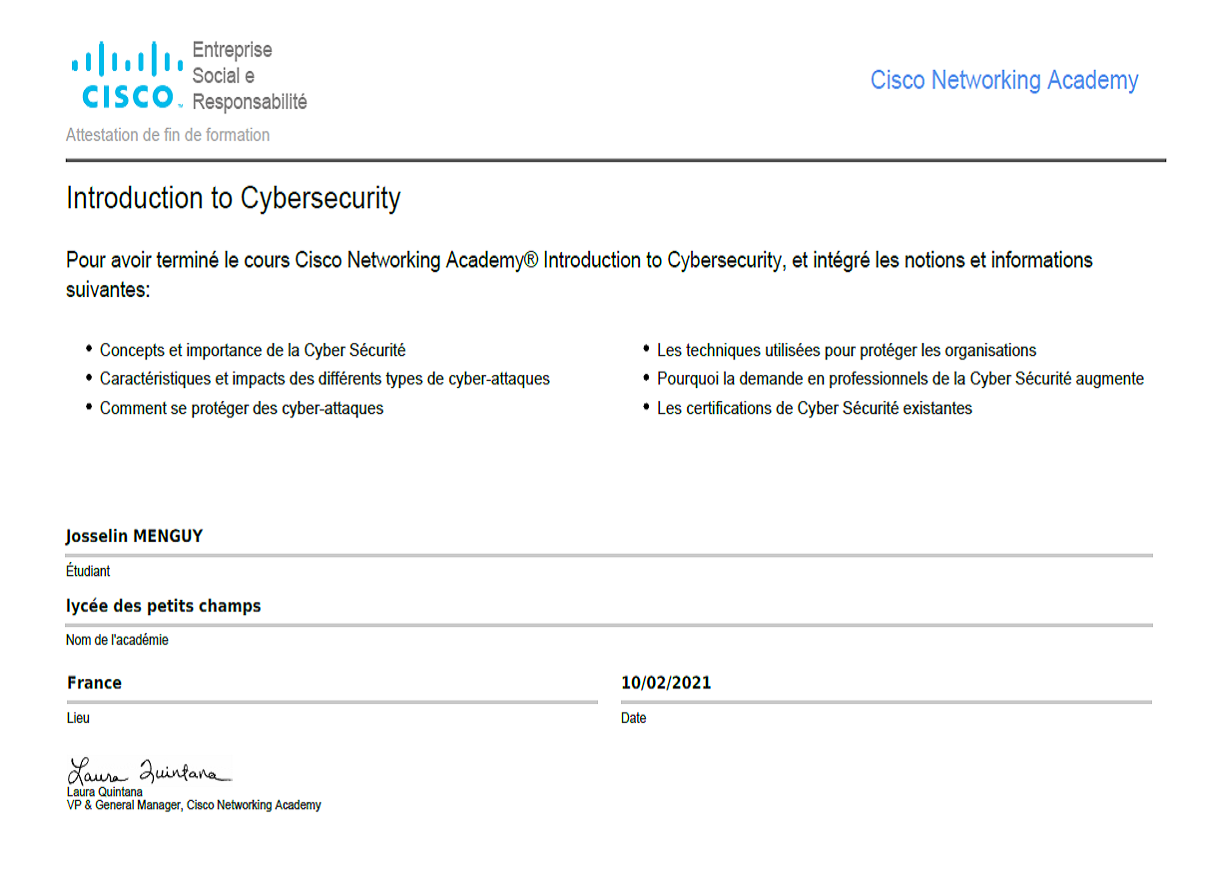 Entreprise
Social e
Responsabilité
CISCO
Cisco Networking Academy
Attestation de fin de formation
Introduction to Cybersecurity
Pour avoir terminé le cours Cisco Networking Academy® Introduction to Cybersecurity, et intégré les notions et informations
suivantes:
• Concepts et importance de la Cyber Sécurité
• Caractéristiques et impacts des différents types de cyber-attaques
• Comment se protéger des cyber-attaques
• Les techniques utilisées pour protéger les organisations
• Pourquoi la demande en professionnels de la Cyber Sécurité augmente
• Les certifications de Cyber Sécurité existantes
Josselin MENGUY
Étudiant
lycée des petits champs
Nom de l'académie
France
Lieu
10/02/2021
Date
Laura Quintana
Laura Quintana
VP & General Manager, Cisco Networking Academy